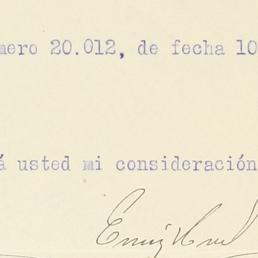 mero 20.012, de fecha 10
á usted mi consideración